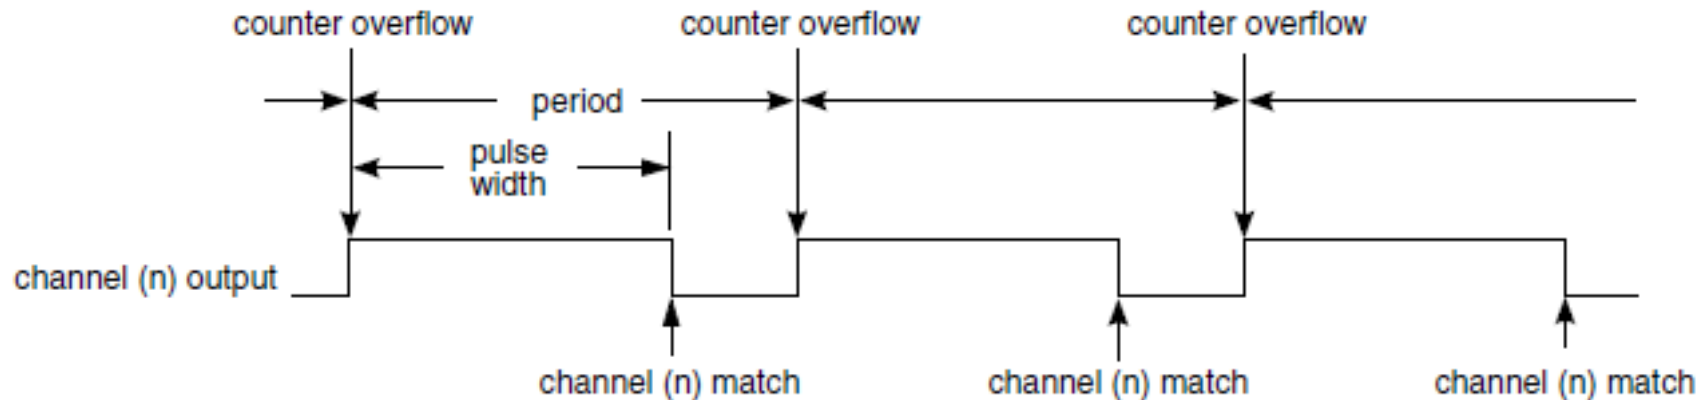 counter overflow
counter overflow
counter overflow
period
pulse
width
channel (n) output
channel (n) match
channel (n) match
channel (n) match